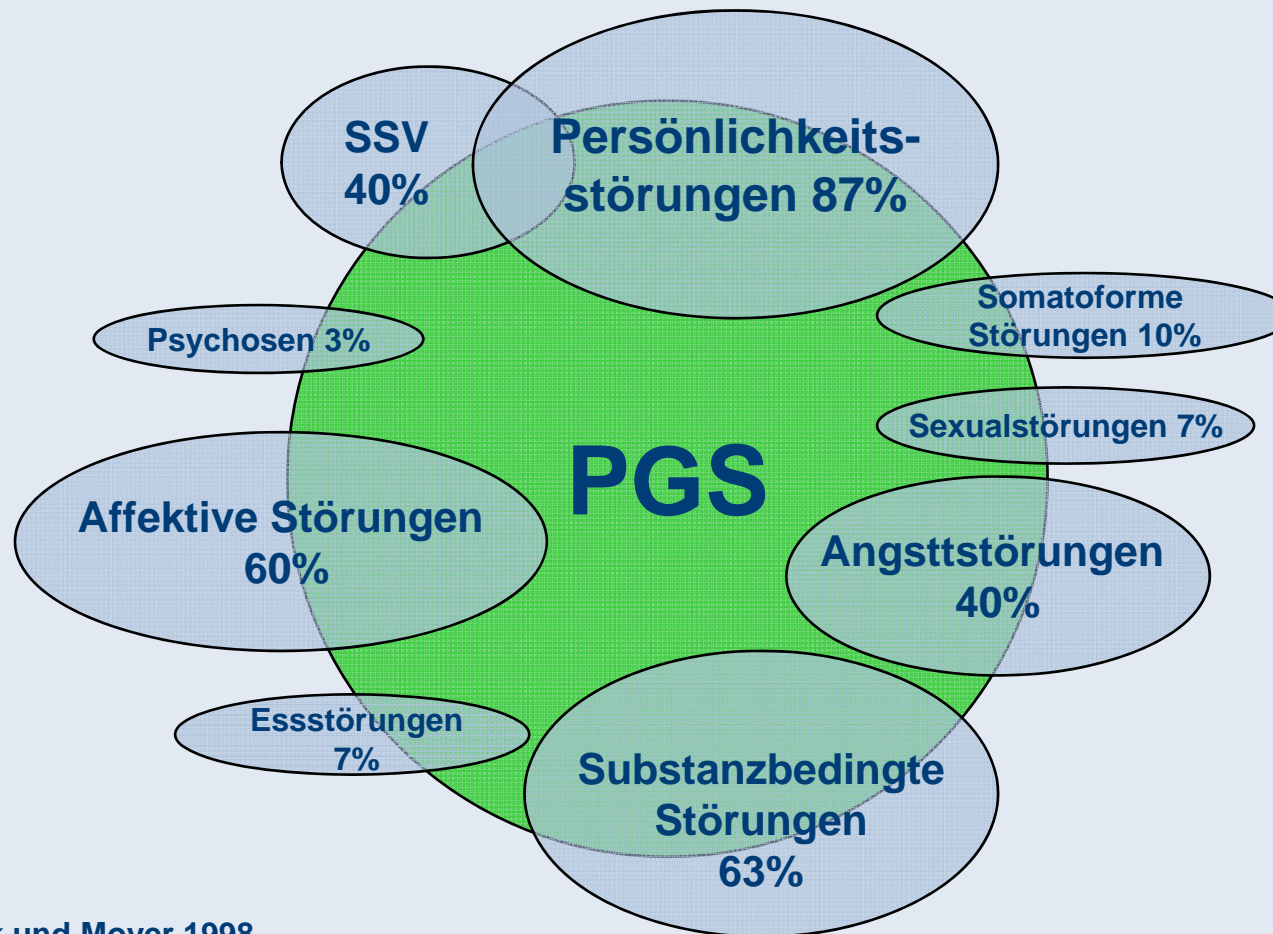 SSV
40%
Persönlichkeits-
störungen 87%
Somatoforme
Störungen 10%
Psychosen 3%
Sexualstörungen 7%
PGS
Affektive Störungen
60%
Angsttstörungen
40%
Essstörungen
7%
Substanzbedingte
Störungen
63%
und Meyer 1998